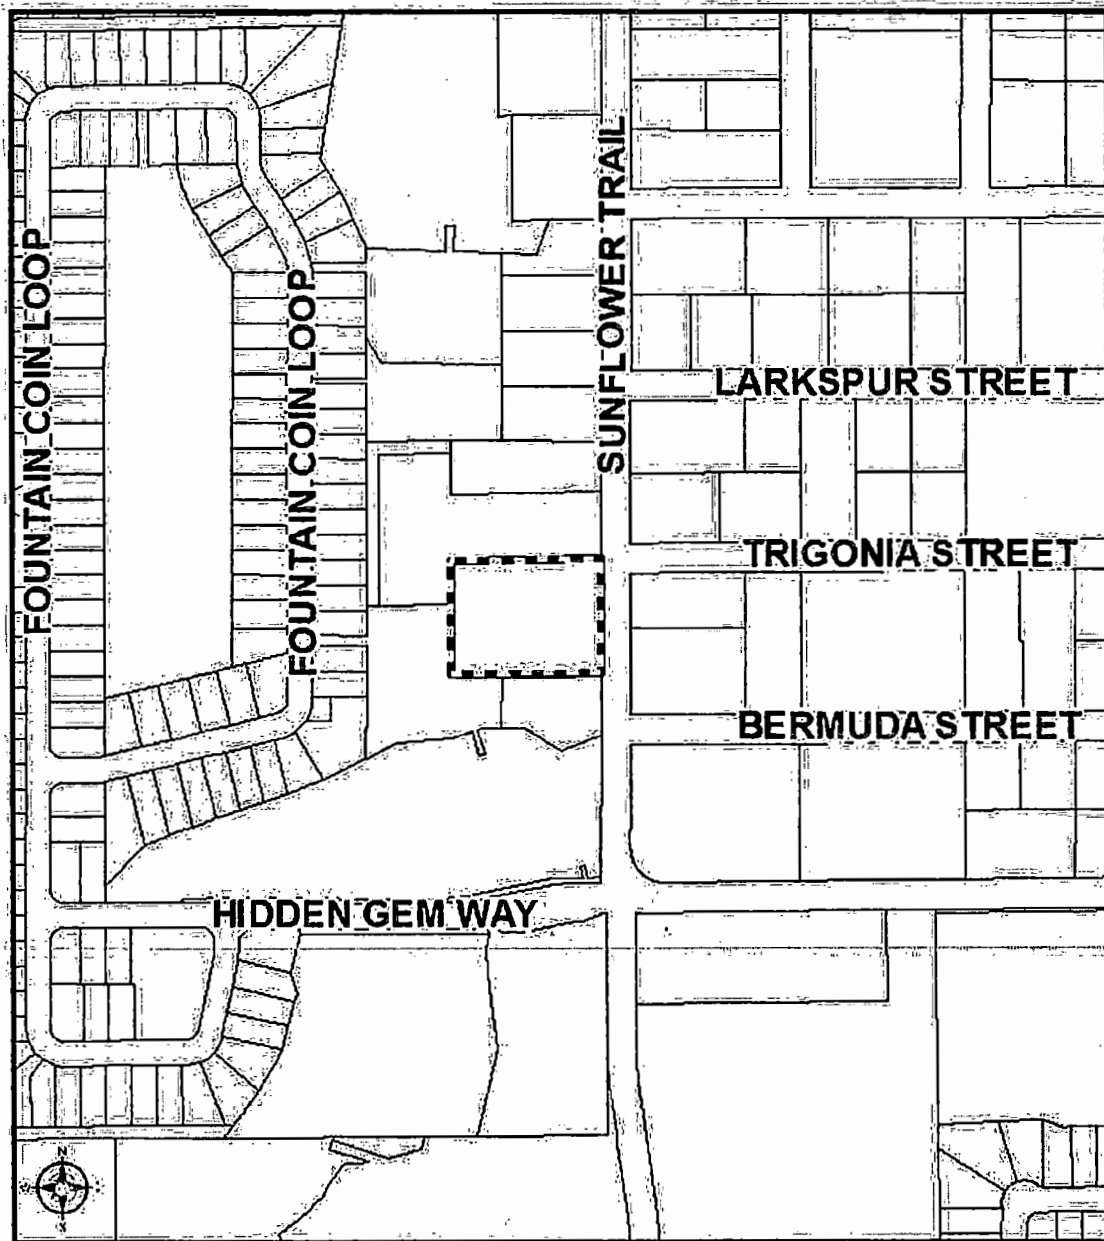 SUNFLOWER TRAIL
FOUNTAIN COIN LOOP
FOUNTAIN COIN LOOP
LARKSPUR STREET
TRIGONIA STREET
BERMUDA STREET
HIDDEN GEM WAY
N
S